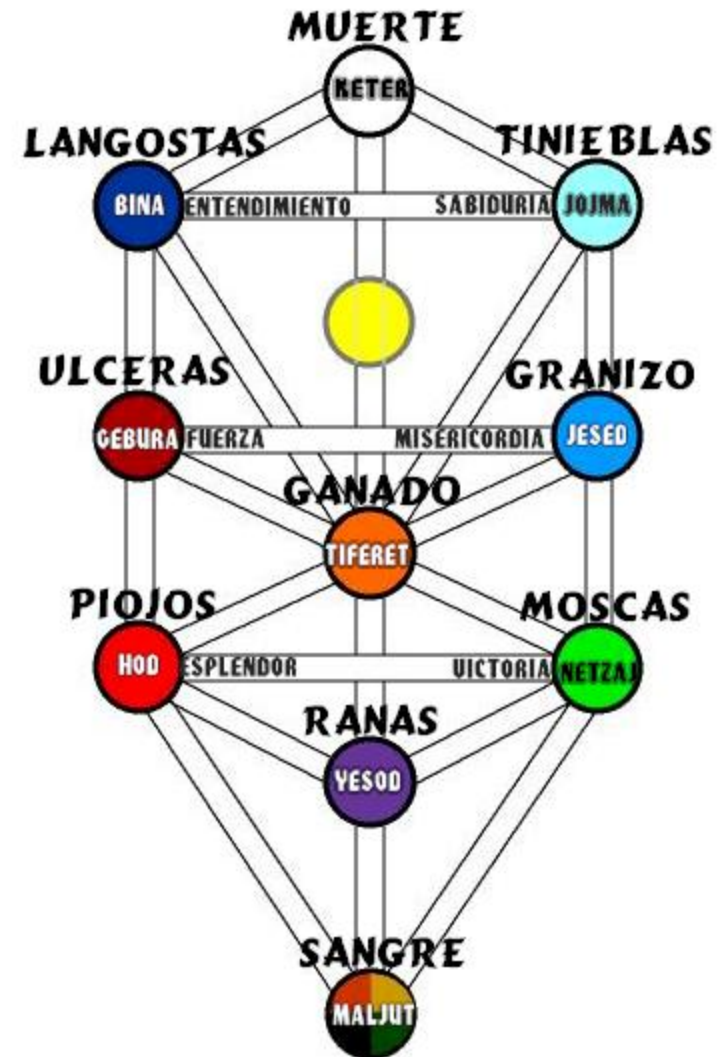 MUERTE
KETER
LANGOSTAS
TINIEBLAS
BINA
ENTENDIMIENTO
SABIDURIA
JOJMA
ULCERAS
GRANIZO
GEBURA
FUERZA
MISERICORDIA
JESED
GANADO
TIFERET
PIOJOS
MOSCAS
HOD
ESPLENDOR
VICTORIA
NETZAJ
RANAS
YESOD
SANGRE
MALJUT